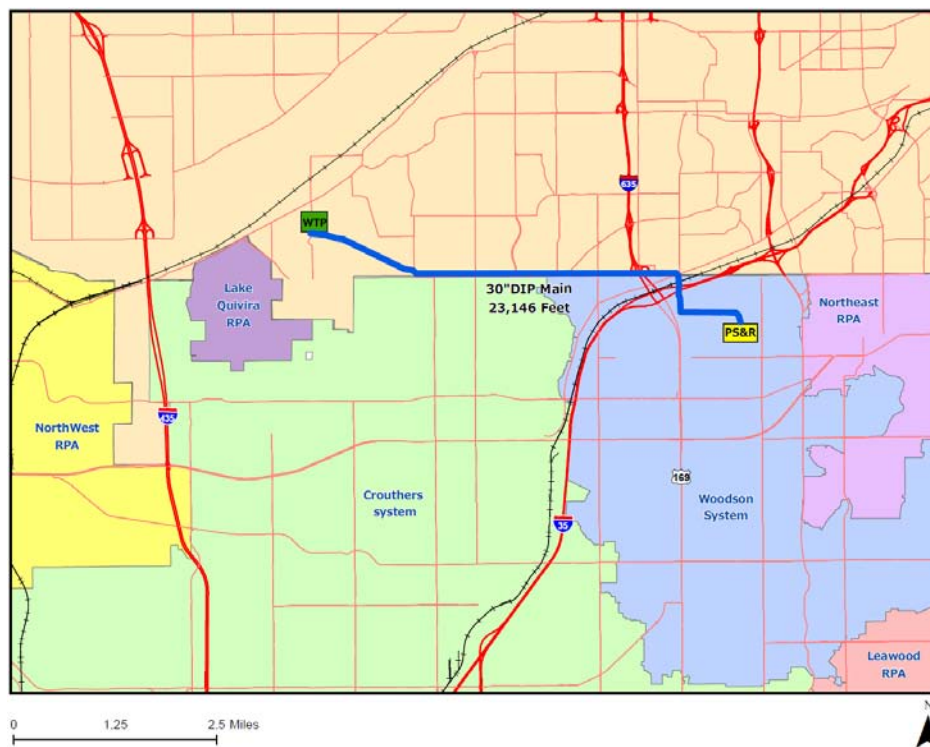 WTP
635
Lake
Quivira
RPA
30"DIP Main
23,146 Feet
Northeast
RPA
PS&R
435
NorthWest
RPA
Crouthers
system
169
Woodson
System
35
Leawood
RPA
0 1.25 2.5 Miles
N